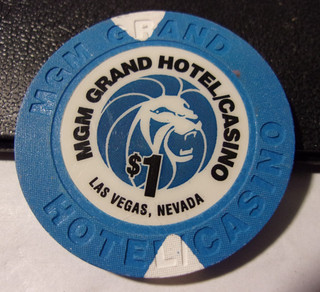 MGM GRAND
MGM GRAND HOTEL/CASINO
$1
LAS VEGAS, NEVADA
HOTEL/CASINO